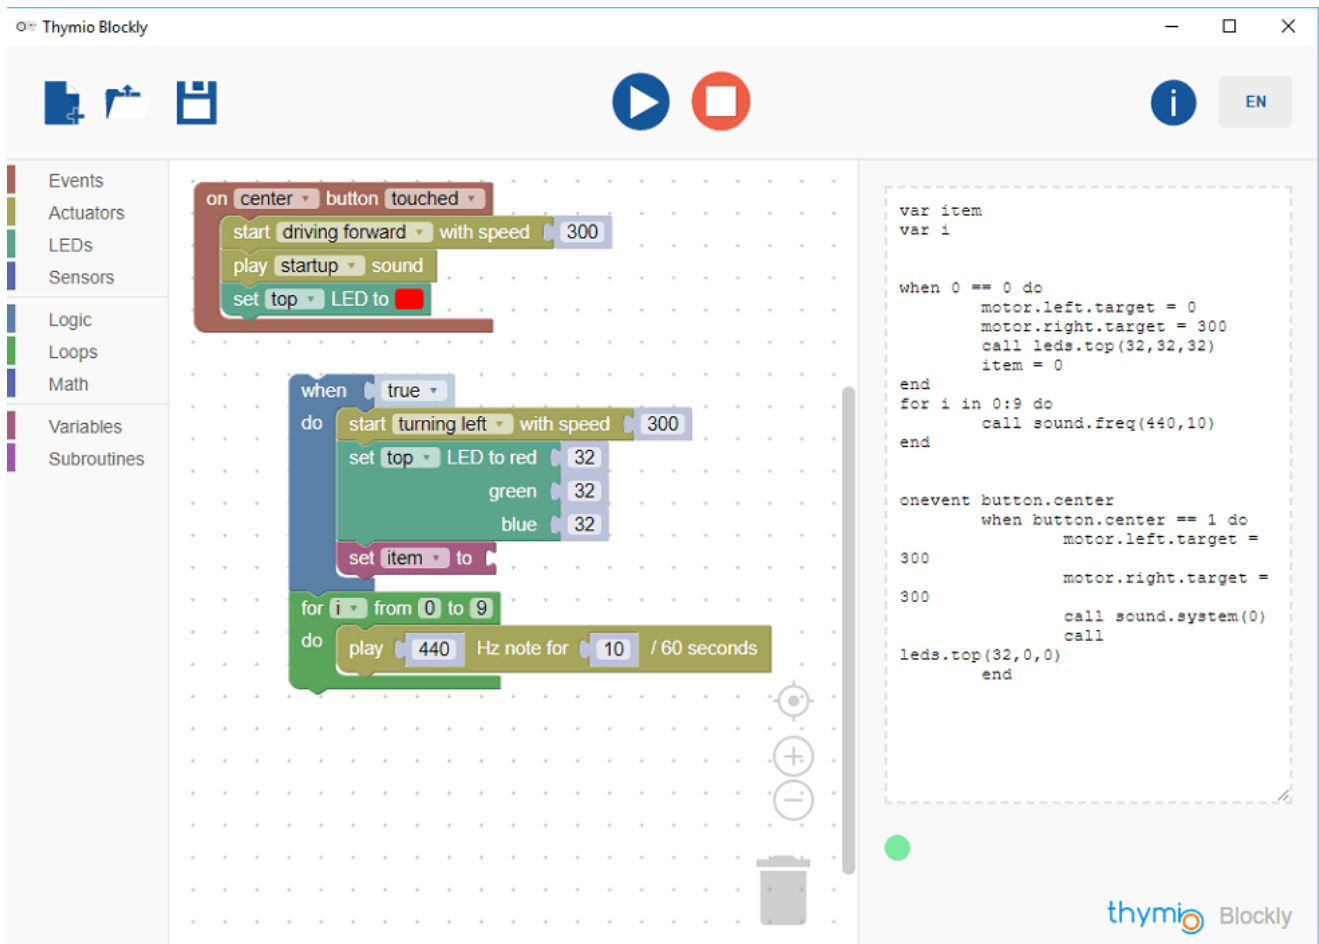 Thymio Blockly
i
EN
Events
Actuators
LEDs
Sensors
Logic
Loops
Math
Variables
Subroutines
on center button touched
start driving forward with speed 300
play startup sound
set top LED to
when true
do start turning left with speed 300
set top LED to red 32
green 32
blue 32
set item to
for i from 0 to 9
do play 440 Hz note for 10 / 60 seconds
var item
var i
when 0 == 0 do
motor.left.target = 0
motor.right.target = 300
call leds.top(32,32,32)
item = 0
end
for i in 0:9 do
call sound.freq(440,10)
end
onevent button.center
when button.center == 1 do
motor.left.target =
300
motor.right.target =
300
call sound.system(0)
call
leds.top(32,0,0)
end
thymio Blockly